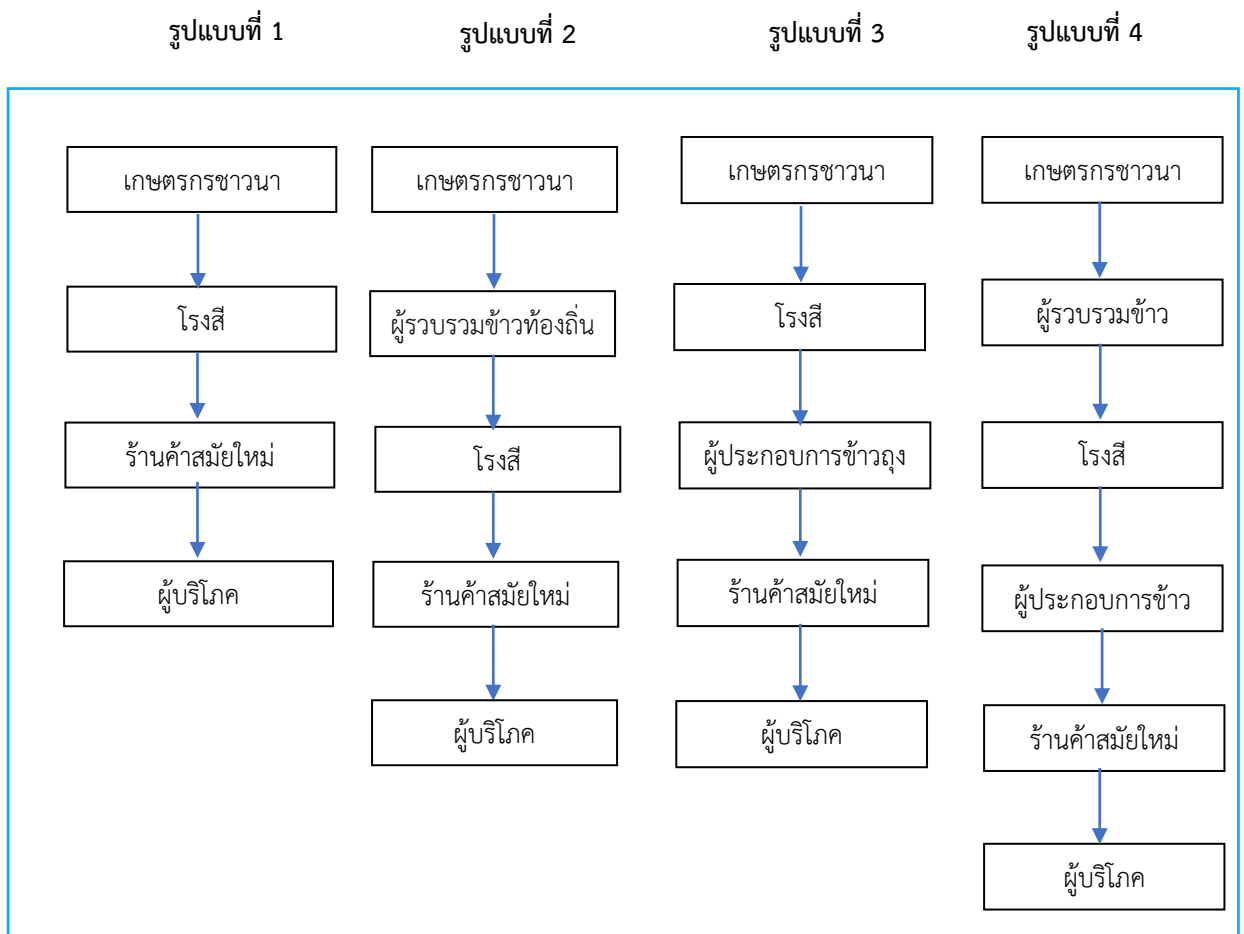 รูปแบบที่ 1
รูปแบบที่ 2
รูปแบบที่ 3
รูปแบบที่ 4
เกษตรกรชาวนา
โรงสี
ร้านค้าสมัยใหม่
ผู้บริโภค
เกษตรกรชาวนา
ผู้รวบรวมข้าวท้องถิ่น
โรงสี
ร้านค้าสมัยใหม่
ผู้บริโภค
เกษตรกรชาวนา
โรงสี
ผู้ประกอบการข้าวถุง
ร้านค้าสมัยใหม่
ผู้บริโภค
เกษตรกรชาวนา
ผู้รวบรวมข้าว
โรงสี
ผู้ประกอบการข้าว
ร้านค้าสมัยใหม่
ผู้บริโภค